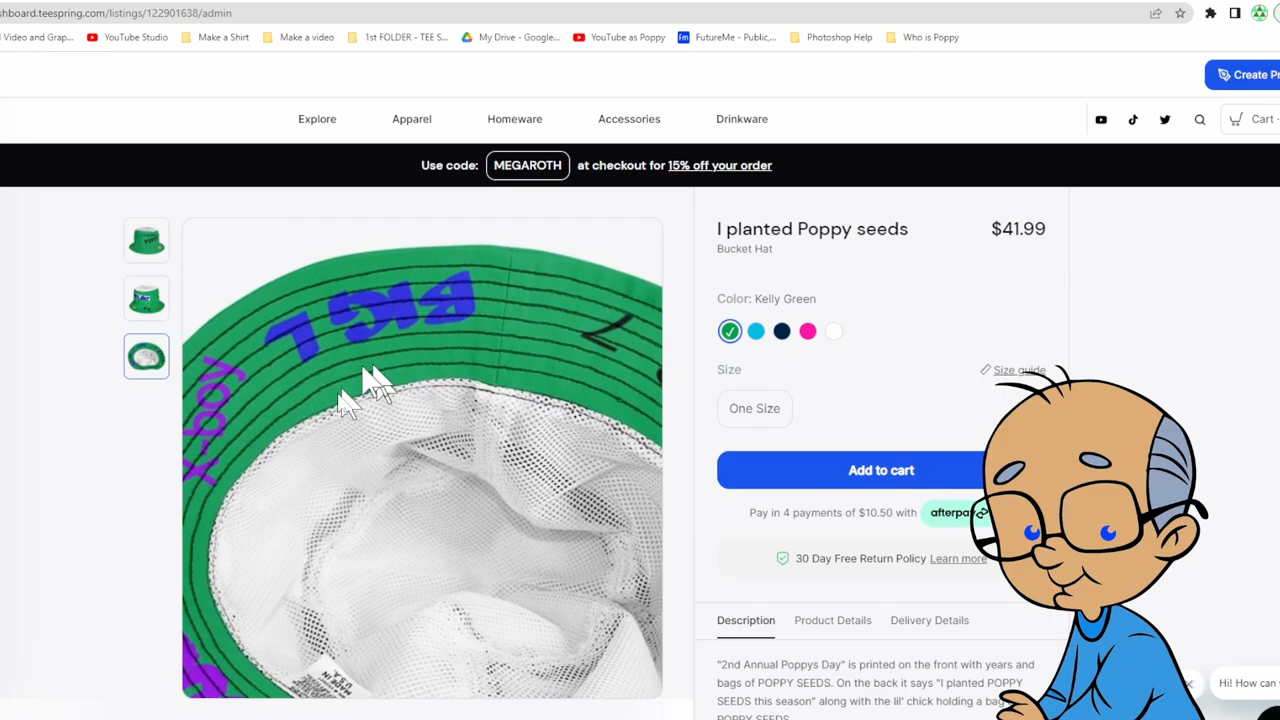 shboard.teespring.com/listings/122901638/admin
Video and Grap...
YouTube Studio
Make a Shirt
Make a video
1st FOLDER - TEE S...
My Drive - Google...
YouTube as Poppy
Fm
FutureMe - Public,...
Photoshop Help
Who is Poppy
Create Pr
Explore
Apparel
Homeware
Accessories
Drinkware
Cart
Use code: MEGAROTH at checkout for 15% off your order
I planted Poppy seeds
$41.99
Bucket Hat
Color: Kelly Green
BIG L
x-boy
Size
Size guide
One Size
Add to cart
Pay in 4 payments of $10.50 with afterpay
30 Day Free Return Policy Learn more
Description
Product Details
Delivery Details
"2nd Annual Poppys Day" is printed on the front with years and
bags of POPPY SEEDS. On the back it says "I planted POPPY
SEEDS this season" along with the lil' chick holding a bag
POPPY SEEDS
Hi! How can